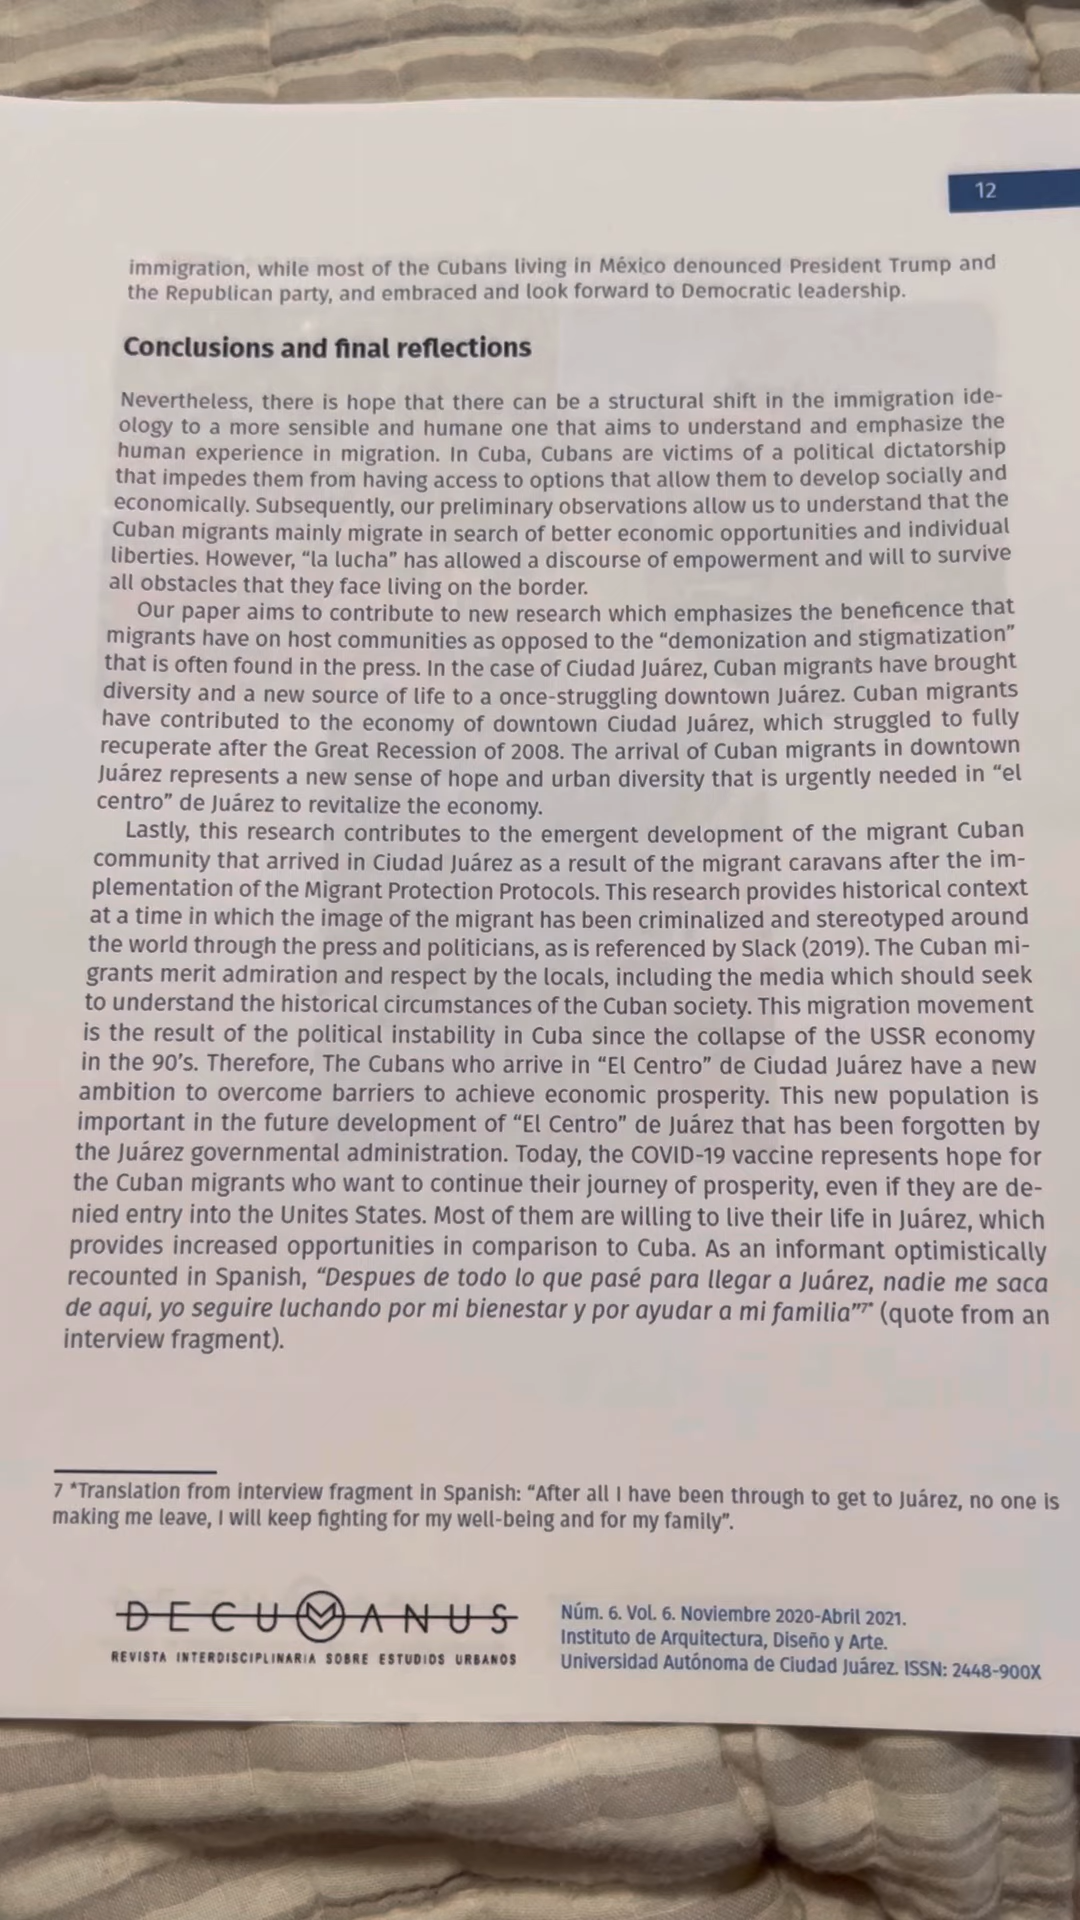 12
immigration, while most of the Cubans living in México denounced President Trump and
the Republican party, and embraced and look forward to Democratic leadership.
Conclusions and final reflections
Nevertheless, there is hope that there can be a structural shift in the immigration ide-
ology to a more sensible and humane one that aims to understand and emphasize the
human experience in migration. In Cuba, Cubans are victims of a political dictatorship
that impedes them from having access to options that allow them to develop socially and
economically. Subsequently, our preliminary observations allow us to understand that the
Cuban migrants mainly migrate in search of better economic opportunities and individual
liberties. However, “la lucha” has allowed a discourse of empowerment and will to survive
all obstacles that they face living on the border.
Our paper aims to contribute to new research which emphasizes the beneficence that
migrants have on host communities as opposed to the “demonization and stigmatization”
that is often found in the press. In the case of Ciudad Juárez, Cuban migrants have brought
diversity and a new source of life to a once-struggling downtown Juárez. Cuban migrants
have contributed to the economy of downtown Ciudad Juárez, which struggled to fully
recuperate after the Great Recession of 2008. The arrival of Cuban migrants in downtown
Juárez represents a new sense of hope and urban diversity that is urgently needed in “el
centro” de Juárez to revitalize the economy.
Lastly, this research contributes to the emergent development of the migrant Cuban
community that arrived in Ciudad Juárez as a result of the migrant caravans after the im-
plementation of the Migrant Protection Protocols. This research provides historical context
at a time in which the image of the migrant has been criminalized and stereotyped around
the world through the press and politicians, as is referenced by Slack (2019). The Cuban mi-
grants merit admiration and respect by the locals, including the media which should seek
to understand the historical circumstances of the Cuban society. This migration movement
is the result of the political instability in Cuba since the collapse of the USSR economy
in the 90’s. Therefore, The Cubans who arrive in “El Centro” de Ciudad Juárez have a new
ambition to overcome barriers to achieve economic prosperity. This new population is
important in the future development of “El Centro” de Juárez that has been forgotten by
the Juárez governmental administration. Today, the COVID-19 vaccine represents hope for
the Cuban migrants who want to continue their journey of prosperity, even if they are de-
nied entry into the Unites States. Most of them are willing to live their life in Juárez, which
provides increased opportunities in comparison to Cuba. As an informant optimistically
recounted in Spanish, “Despues de todo lo que pasé para llegar a Juárez, nadie me saca
de aqui, yo seguire luchando por mi bienestar y por ayudar a mi familia”7* (quote from an
interview fragment).
7 *Translation from interview fragment in Spanish: “After all I have been through to get to Juárez, no one is
making me leave, I will keep fighting for my well-being and for my family”.
DECUMANUS
REVISTA INTERDISCIPLINARIA SOBRE ESTUDIOS URBANOS
Núm. 6. Vol. 6. Noviembre 2020-Abril 2021.
Instituto de Arquitectura, Diseño y Arte.
Universidad Autónoma de Ciudad Juárez. ISSN: 2448-900X